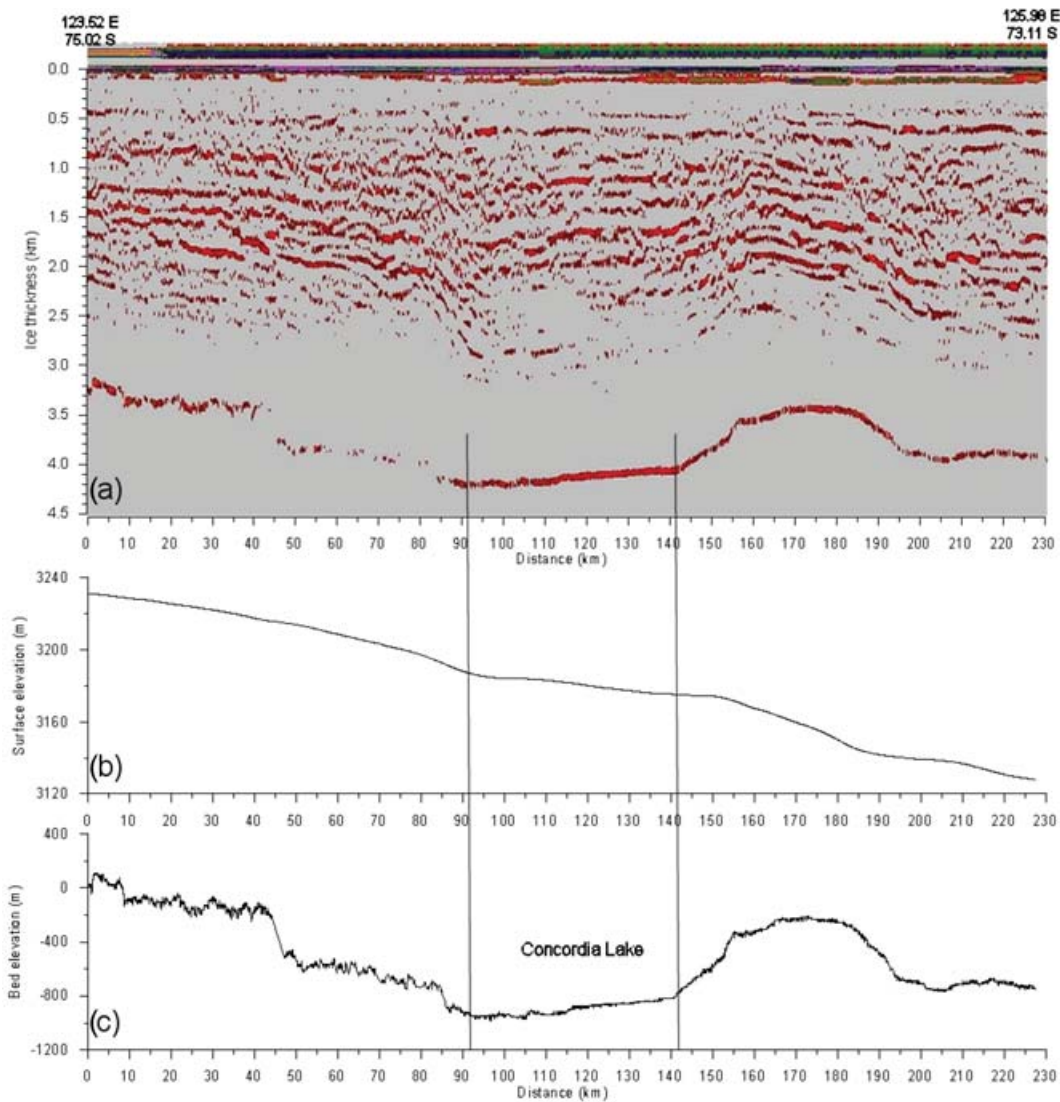 123.52 E
75.02 S
125.98 E
73.11 S
0.0
0.5
1.0
1.5
2.0
2.5
3.0
3.5
4.0
4.5
Ice thickness (km)
(a)
0 10 20 30 40 50 60 70 80 90 100 110 120 130 140 150 160 170 180 190 200 210 220 230
Distance (km)
3240
3200
3160
3120
Surface elevation (m)
(b)
0 10 20 30 40 50 60 70 80 90 100 110 120 130 140 150 160 170 180 190 200 210 220 230
400
0
-400
-800
-1200
Bed elevation (m)
Concordia Lake
(c)
0 10 20 30 40 50 60 70 80 90 100 110 120 130 140 150 160 170 180 190 200 210 220 230
Distance (km)